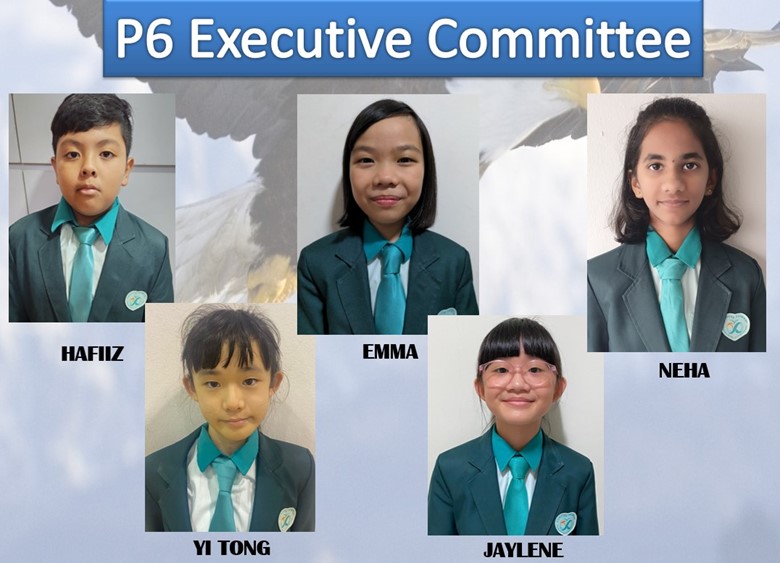 P6 Executive Committee
HAFIIZ
EMMA
NEHA
YI TONG
JAYLENE